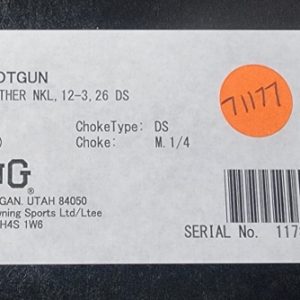 OTGUN
THER NKL, 12-3, 26 DS
71177
ChokeType: DS
)
Choke: M. 1/4
G®
GAN. UTAH 84050
ning Sports Ltd/Ltee
H4S 1W6
SERIAL No. 117